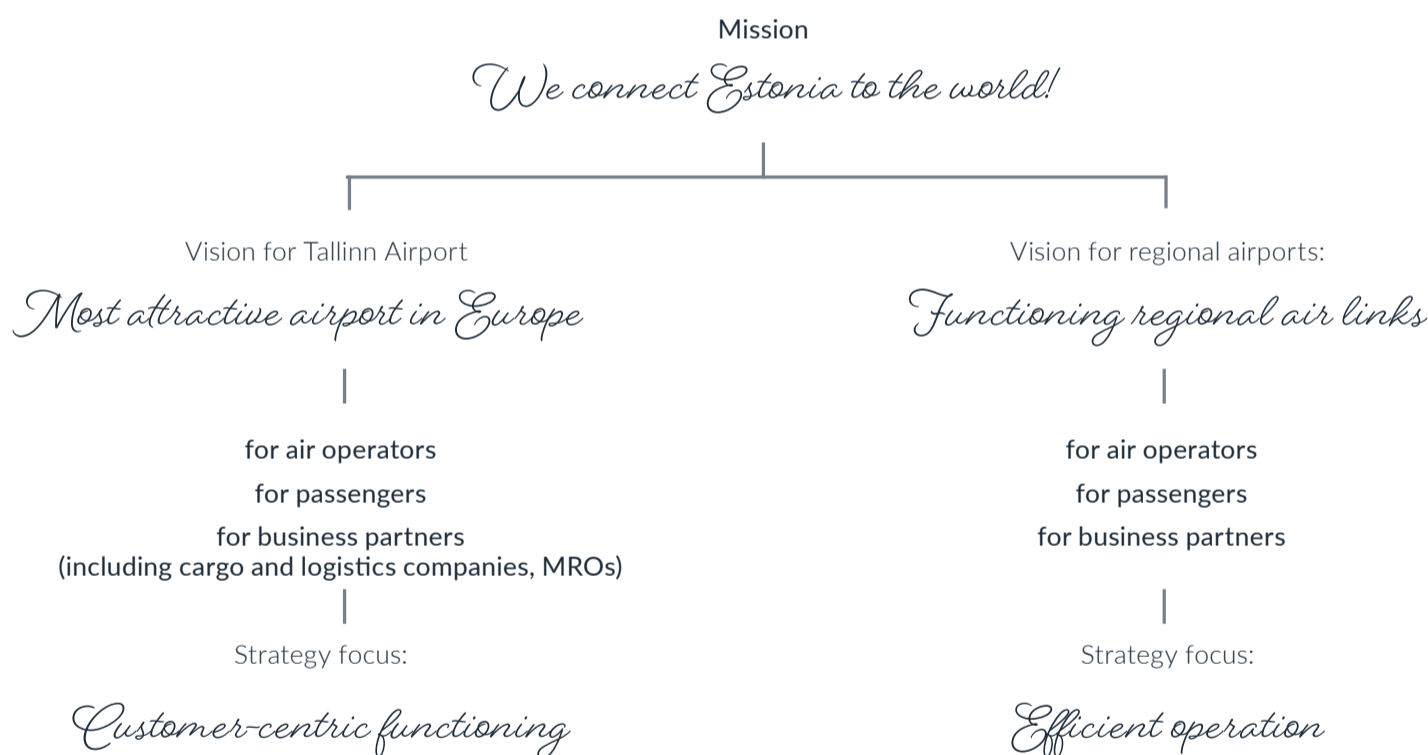 Mission
We connect Estonia to the world!
Vision for Tallinn Airport
Most attractive airport in Europe
for air operators
for passengers
for business partners
(including cargo and logistics companies, MROs)
Strategy focus:
Customer-centric functioning
Vision for regional airports:
Functioning regional air links
for air operators
for passengers
for business partners
Strategy focus:
Efficient operation